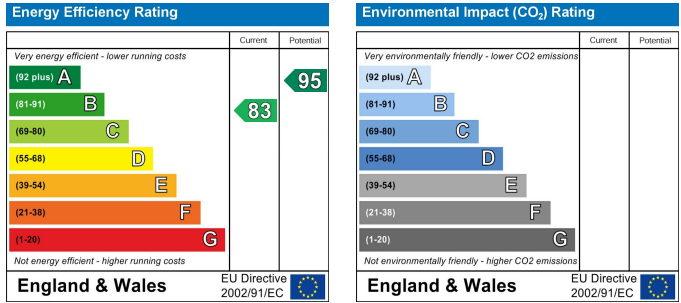 Energy Efficiency Rating
Current Potential
Very energy efficient - lower running costs
(92 plus) A
(81-91) B
(69-80) C
(55-68) D
(39-54) E
(21-38) F
(1-20) G
83
95
Not energy efficient - higher running costs
England & Wales
EU Directive
2002/91/EC
Environmental Impact (CO₂) Rating
Current Potential
Very environmentally friendly - lower CO2 emissions
(92 plus) A
(81-91) B
(69-80) C
(55-68) D
(39-54) E
(21-38) F
(1-20) G
Not environmentally friendly - higher CO2 emissions
England & Wales
EU Directive
2002/91/EC